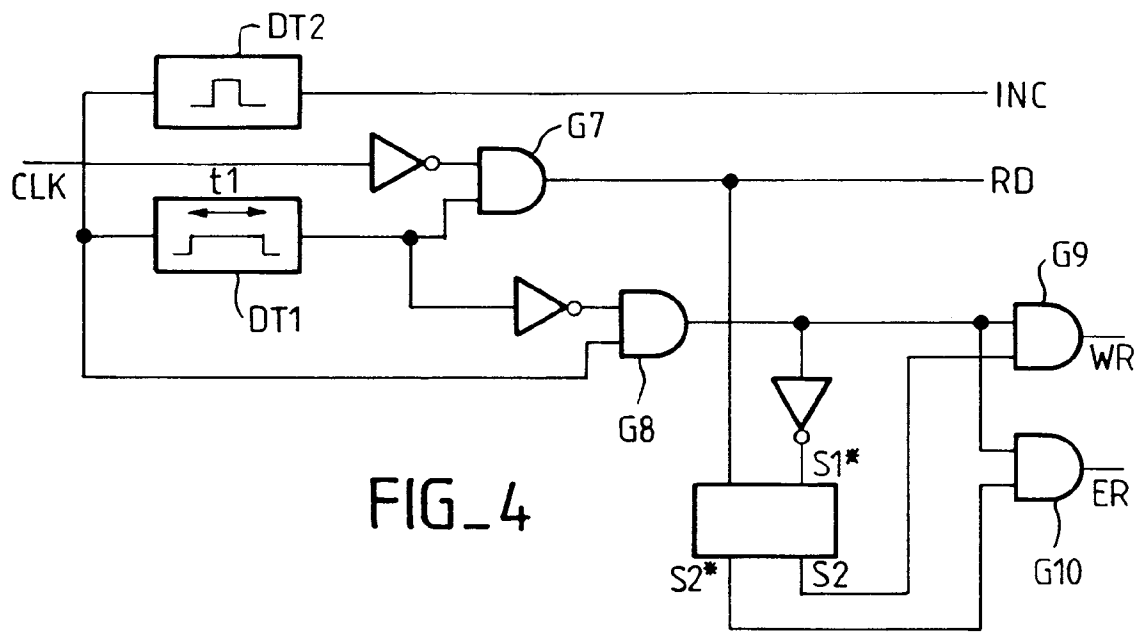 DT2
INC
G7
CLK
t1
RD
G9
DT1
WR
G8
S1*
ER
FIG_4
S2*
S2
G10